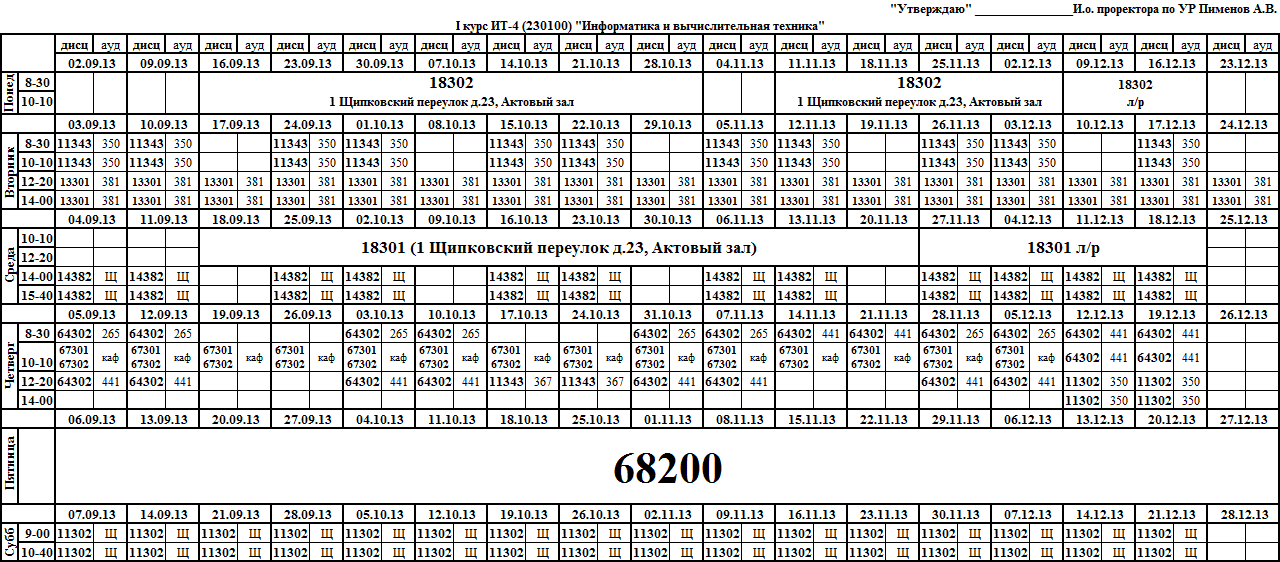 "Утверждаю" ________________И.о. проректора по УР Пименов А.В.
I курс ИТ-4 (230100) "Информатика и вычислительная техника"
дисц ауд дисц ауд дисц ауд дисц ауд дисц ауд дисц ауд дисц ауд дисц ауд дисц ауд дисц ауд дисц ауд дисц ауд дисц ауд дисц ауд дисц ауд дисц ауд дисц ауд
02.09.13 09.09.13 16.09.13 23.09.13 30.09.13 07.10.13 14.10.13 21.10.13 28.10.13 04.11.13 11.11.13 18.11.13 25.11.13 02.12.13 09.12.13 16.12.13 23.12.13
Понед
8-30 18302 18302 18302
10-10 1 Щипковский переулок д.23, Актовый зал 1 Щипковский переулок д.23, Актовый зал л/р
03.09.13 10.09.13 17.09.13 24.09.13 01.10.13 08.10.13 15.10.13 22.10.13 29.10.13 05.11.13 12.11.13 19.11.13 26.11.13 03.12.13 10.12.13 17.12.13 24.12.13
Вторник
8-30 11343 350 11343 350 11343 350 11343 350 11343 350 11343 350 11343 350 11343 350 11343 350 11343 350 11343 350
10-10 11343 350 11343 350 11343 350 11343 350 11343 350 11343 350 11343 350 11343 350 11343 350 11343 350 11343 350
12-20 13301 381 13301 381 13301 381 13301 381 13301 381 13301 381 13301 381 13301 381 13301 381 13301 381 13301 381 13301 381 13301 381 13301 381 13301 381 13301 381 13301 381
14-00 13301 381 13301 381 13301 381 13301 381 13301 381 13301 381 13301 381 13301 381 13301 381 13301 381 13301 381 13301 381 13301 381 13301 381 13301 381 13301 381 13301 381
04.09.13 11.09.13 18.09.13 25.09.13 02.10.13 09.10.13 16.10.13 23.10.13 30.10.13 06.11.13 13.11.13 20.11.13 27.11.13 04.12.13 11.12.13 18.12.13 25.12.13
Среда
10-10
18301 (1 Щипковский переулок д.23, Актовый зал) 18301 л/р
12-20
14-00 14382 Щ 14382 Щ 14382 Щ 14382 Щ 14382 Щ 14382 Щ 14382 Щ 14382 Щ 14382 Щ 14382 Щ 14382 Щ 14382 Щ
15-40 14382 Щ 14382 Щ 14382 Щ 14382 Щ 14382 Щ 14382 Щ 14382 Щ 14382 Щ 14382 Щ 14382 Щ 14382 Щ 14382 Щ
05.09.13 12.09.13 19.09.13 26.09.13 03.10.13 10.10.13 17.10.13 24.10.13 31.10.13 07.11.13 14.11.13 21.11.13 28.11.13 05.12.13 12.12.13 19.12.13 26.12.13
Четверг
8-30 64302 265 64302 265 64302 265 64302 265 64302 265 64302 265 64302 441 64302 441 64302 265 64302 265 64302 441 64302 441
67301 67301 67301 67301 67301 67301 67301 67301 67301 67301 67301 67301 67301 67301
10-10 67302 каф 67302 каф 67302 каф 67302 каф 67302 каф 67302 каф 67302 каф 67302 каф 67302 каф 67302 каф 67302 каф 67302 каф 67302 каф 67302 каф 64302 441 64302 441
12-20 64302 441 64302 441 64302 441 64302 441 11343 367 11343 367 64302 441 64302 441 64302 441 64302 441 11302 350 11302 350
14-00 11302 350 11302 350
06.09.13 13.09.13 20.09.13 27.09.13 04.10.13 11.10.13 18.10.13 25.10.13 01.11.13 08.11.13 15.11.13 22.11.13 29.11.13 06.12.13 13.12.13 20.12.13 27.12.13
Пятница
68200
07.09.13 14.09.13 21.09.13 28.09.13 05.10.13 12.10.13 19.10.13 26.10.13 02.11.13 09.11.13 16.11.13 23.11.13 30.11.13 07.12.13 14.12.13 21.12.13 28.12.13
Субб
9-00 11302 Щ 11302 Щ 11302 Щ 11302 Щ 11302 Щ 11302 Щ 11302 Щ 11302 Щ 11302 Щ 11302 Щ 11302 Щ 11302 Щ 11302 Щ 11302 Щ 11302 Щ 11302 Щ
10-40 11302 Щ 11302 Щ 11302 Щ 11302 Щ 11302 Щ 11302 Щ 11302 Щ 11302 Щ 11302 Щ 11302 Щ 11302 Щ 11302 Щ 11302 Щ 11302 Щ 11302 Щ 11302 Щ